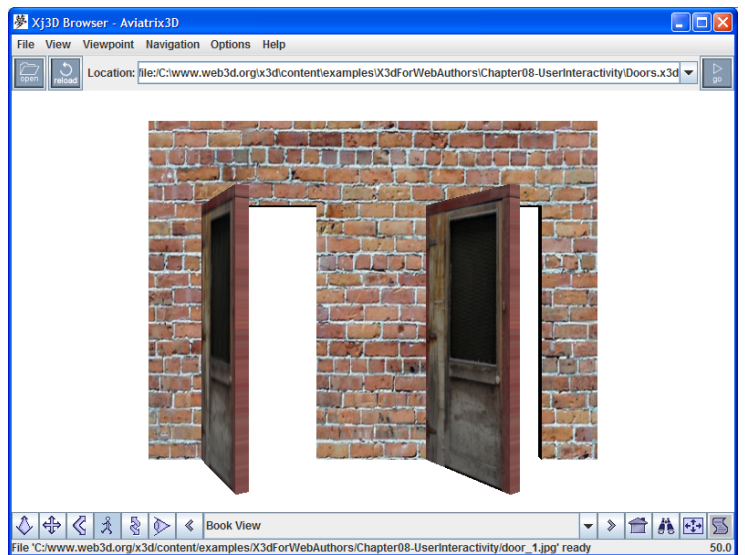 夢 Xj3D Browser - Aviatrix3D
File View Viewpoint Navigation Options Help
open reload Location: file:/C:\www.web3d.org\x3d\content\examples\X3dForWebAuthors\Chapter08-UserInteractivity\Doors.x3d go
Book View
File 'C:/www.web3d.org/x3d/content/examples/X3dForWebAuthors/Chapter08-UserInteractivity/door_1.jpg' ready 50.0